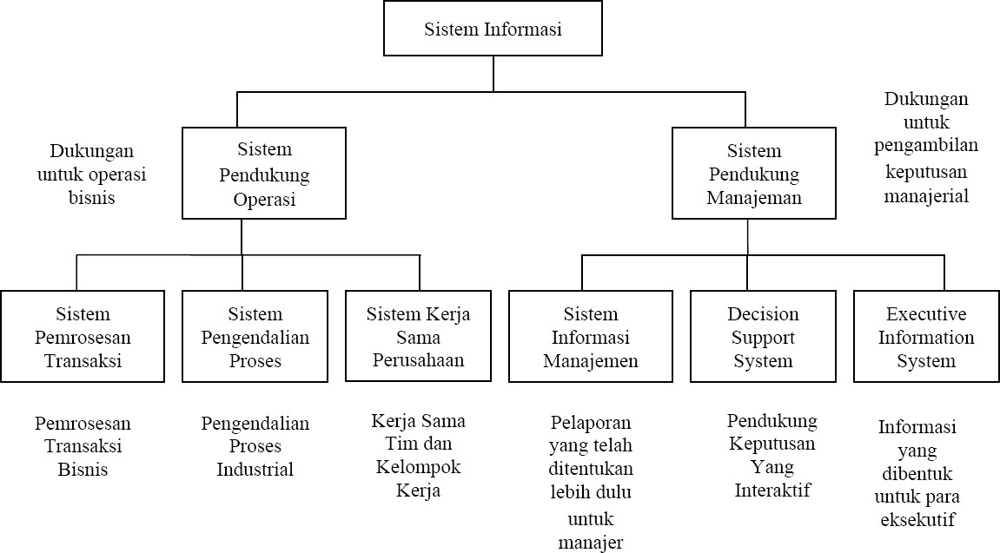 Sistem Informasi
Dukungan
untuk operasi
bisnis
Sistem
Pendukung
Operasi
Sistem
Pendukung
Manajeman
Dukungan
untuk
pengambilan
keputusan
manajerial
Sistem
Pemrosesan
Transaksi
Sistem
Pengendalian
Proses
Sistem Kerja
Sama
Perusahaan
Sistem
Informasi
Manajemen
Decision
Support
System
Executive
Information
System
Pemrosesan
Transaksi
Bisnis
Pengendalian
Proses
Industrial
Kerja Sama
Tim dan
Kelompok
Kerja
Pelaporan
yang telah
ditentukan
lebih dulu
untuk
manajer
Pendukung
Keputusan
Yang
Interaktif
Informasi
yang
dibentuk
untuk para
eksekutif